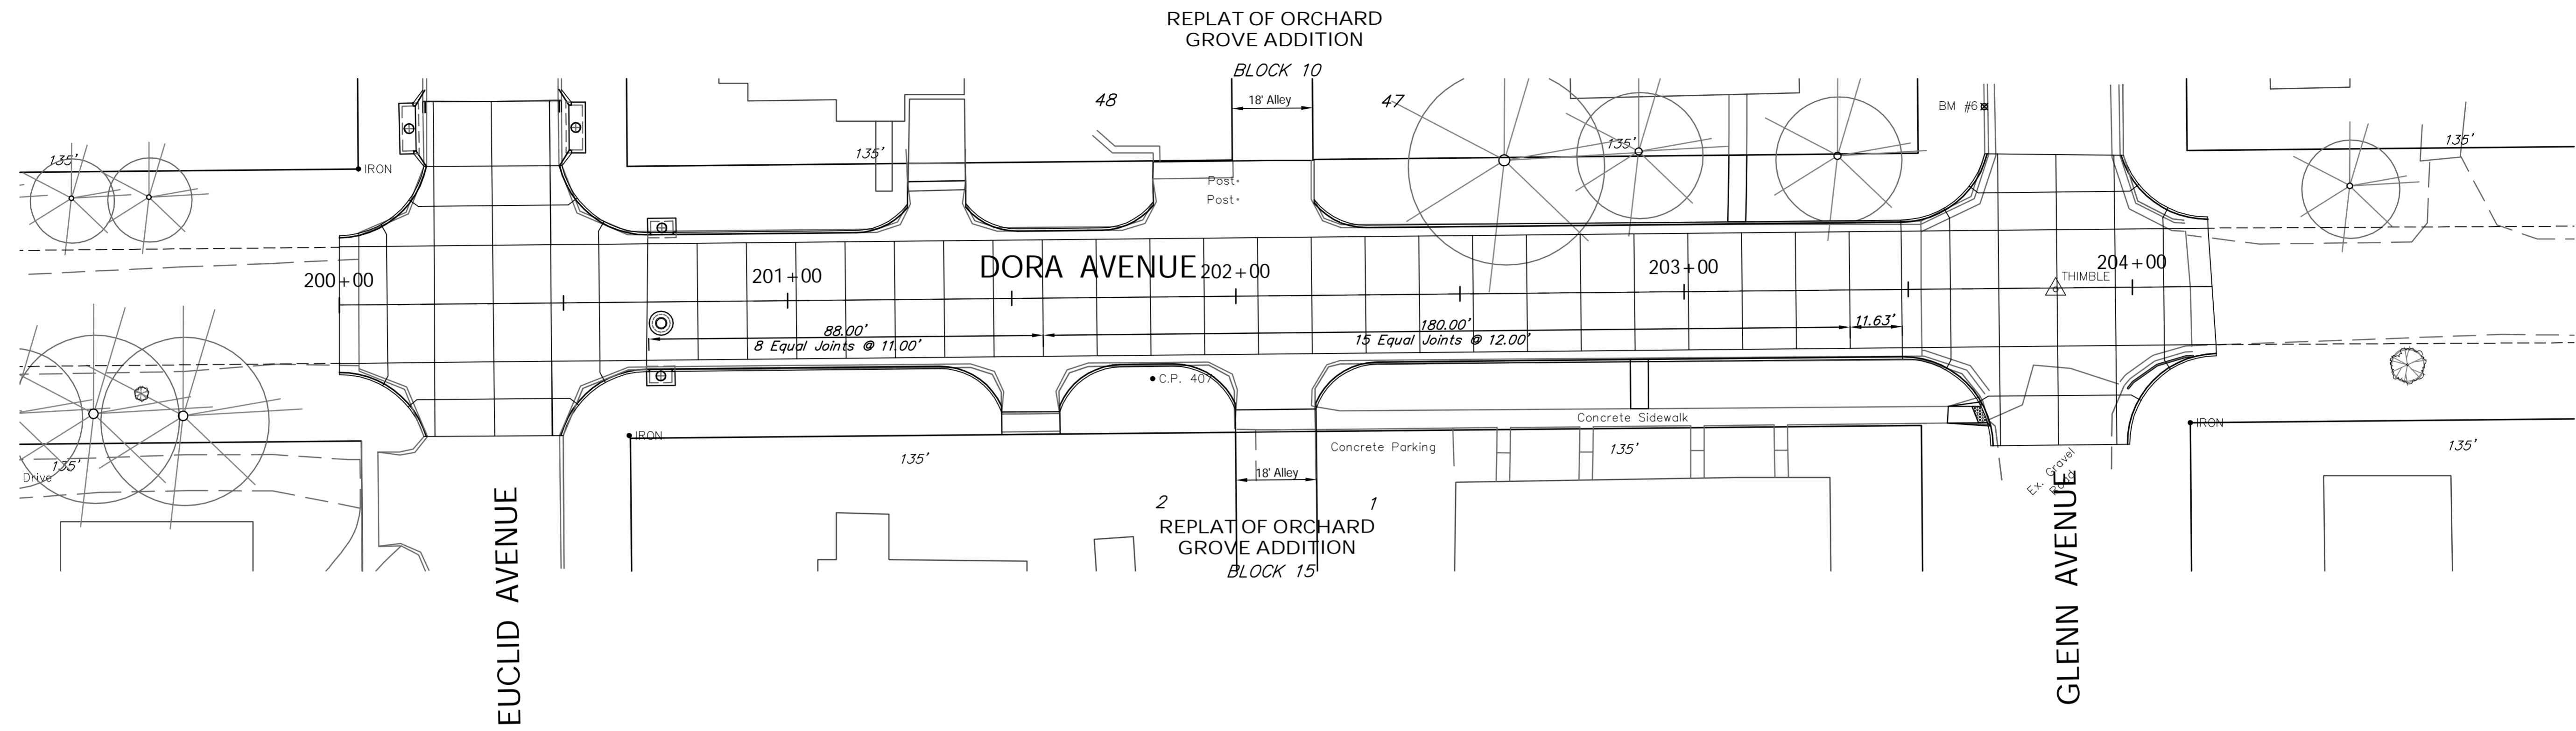 REPLAT OF ORCHARD
GROVE ADDITION
BLOCK 10
48
18' Alley
47
BM #6
135'
135'
135'
135'
IRON
Post
Post
200+00
201+00
DORA AVENUE
202+00
203+00
THIMBLE
204+00
88.00'
8 Equal Joints @ 11.00'
180.00'
15 Equal Joints @ 12.00'
11.63'
C.P. 407
Concrete Sidewalk
IRON
IRON
Concrete Parking
135'
135'
135'
135'
Drive
18' Alley
Ex. Gravel
Road
2
1
REPLAT OF ORCHARD
GROVE ADDITION
BLOCK 15
EUCLID AVENUE
GLENN AVENUE